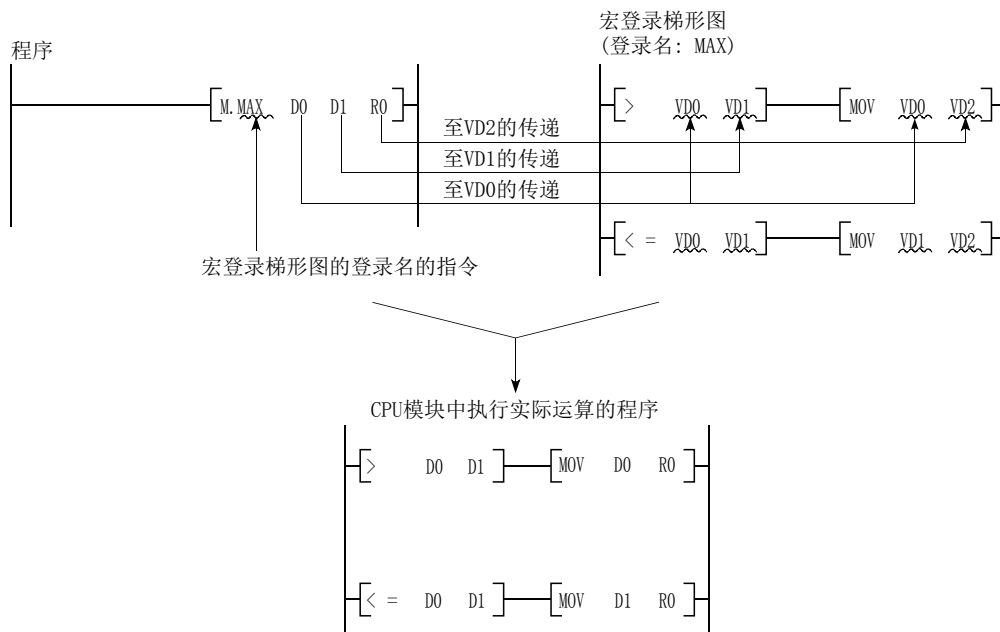 程序
宏登录梯形图
(登录名: MAX)
M.MAX D0 D1 R0
> VD0 VD1 MOV VD0 VD2
至VD2的传递
至VD1的传递
至VD0的传递
< = VD0 VD1 MOV VD1 VD2
宏登录梯形图的登录名的指令
CPU模块中执行实际运算的程序
> D0 D1 MOV D0 R0
< = D0 D1 MOV D1 R0